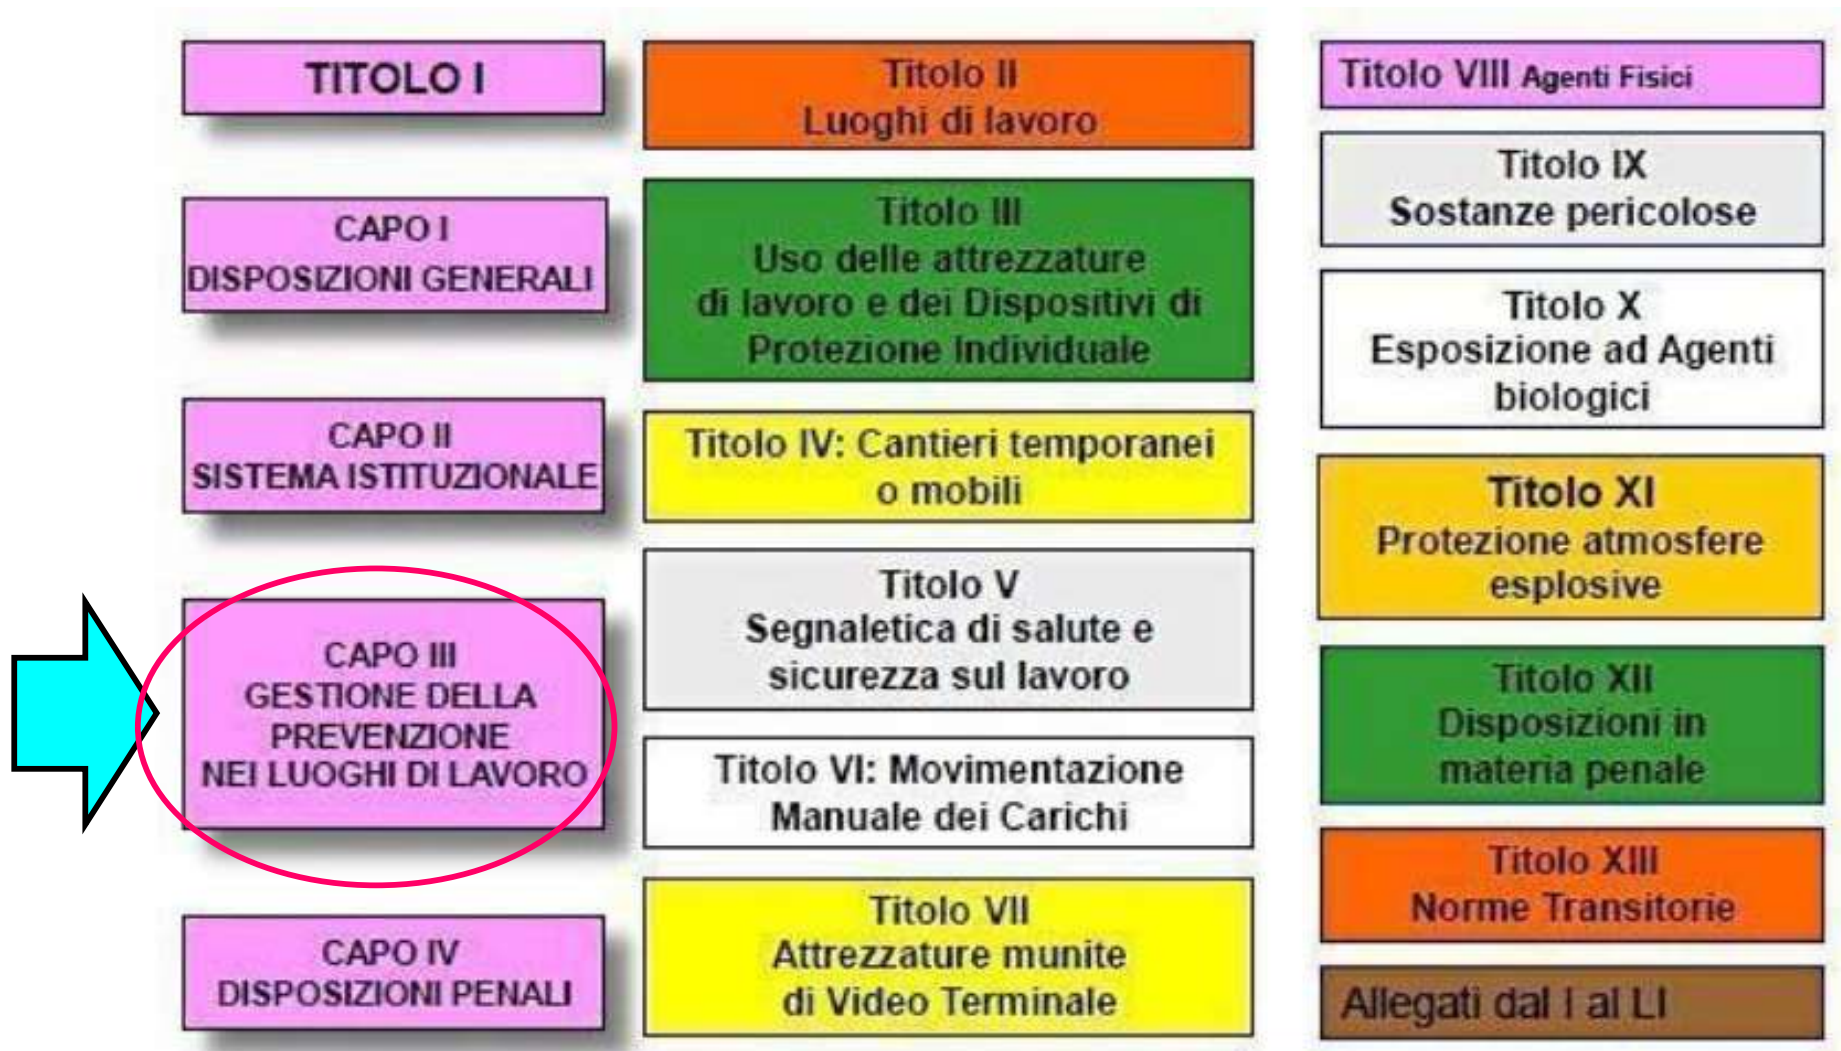 TITOLO I
CAPO I
DISPOSIZIONI GENERALI
CAPO II
SISTEMA ISTITUZIONALE
CAPO III
GESTIONE DELLA
PREVENZIONE
NEI LUOGHI DI LAVORO
CAPO IV
DISPOSIZIONI PENALI
Titolo II
Luoghi di lavoro
Titolo III
Uso delle attrezzature
di lavoro e dei Dispositivi di
Protezione Individuale
Titolo IV: Cantieri temporanei
o mobili
Titolo V
Segnaletica di salute e
sicurezza sul lavoro
Titolo VI: Movimentazione
Manuale dei Carichi
Titolo VII
Attrezzature munite
di Video Terminale
Titolo VIII Agenti Fisici
Titolo IX
Sostanze pericolose
Titolo X
Esposizione ad Agenti
biologici
Titolo XI
Protezione atmosfere
esplosive
Titolo XII
Disposizioni in
materia penale
Titolo XIII
Norme Transitorie
Allegati dal I al LI